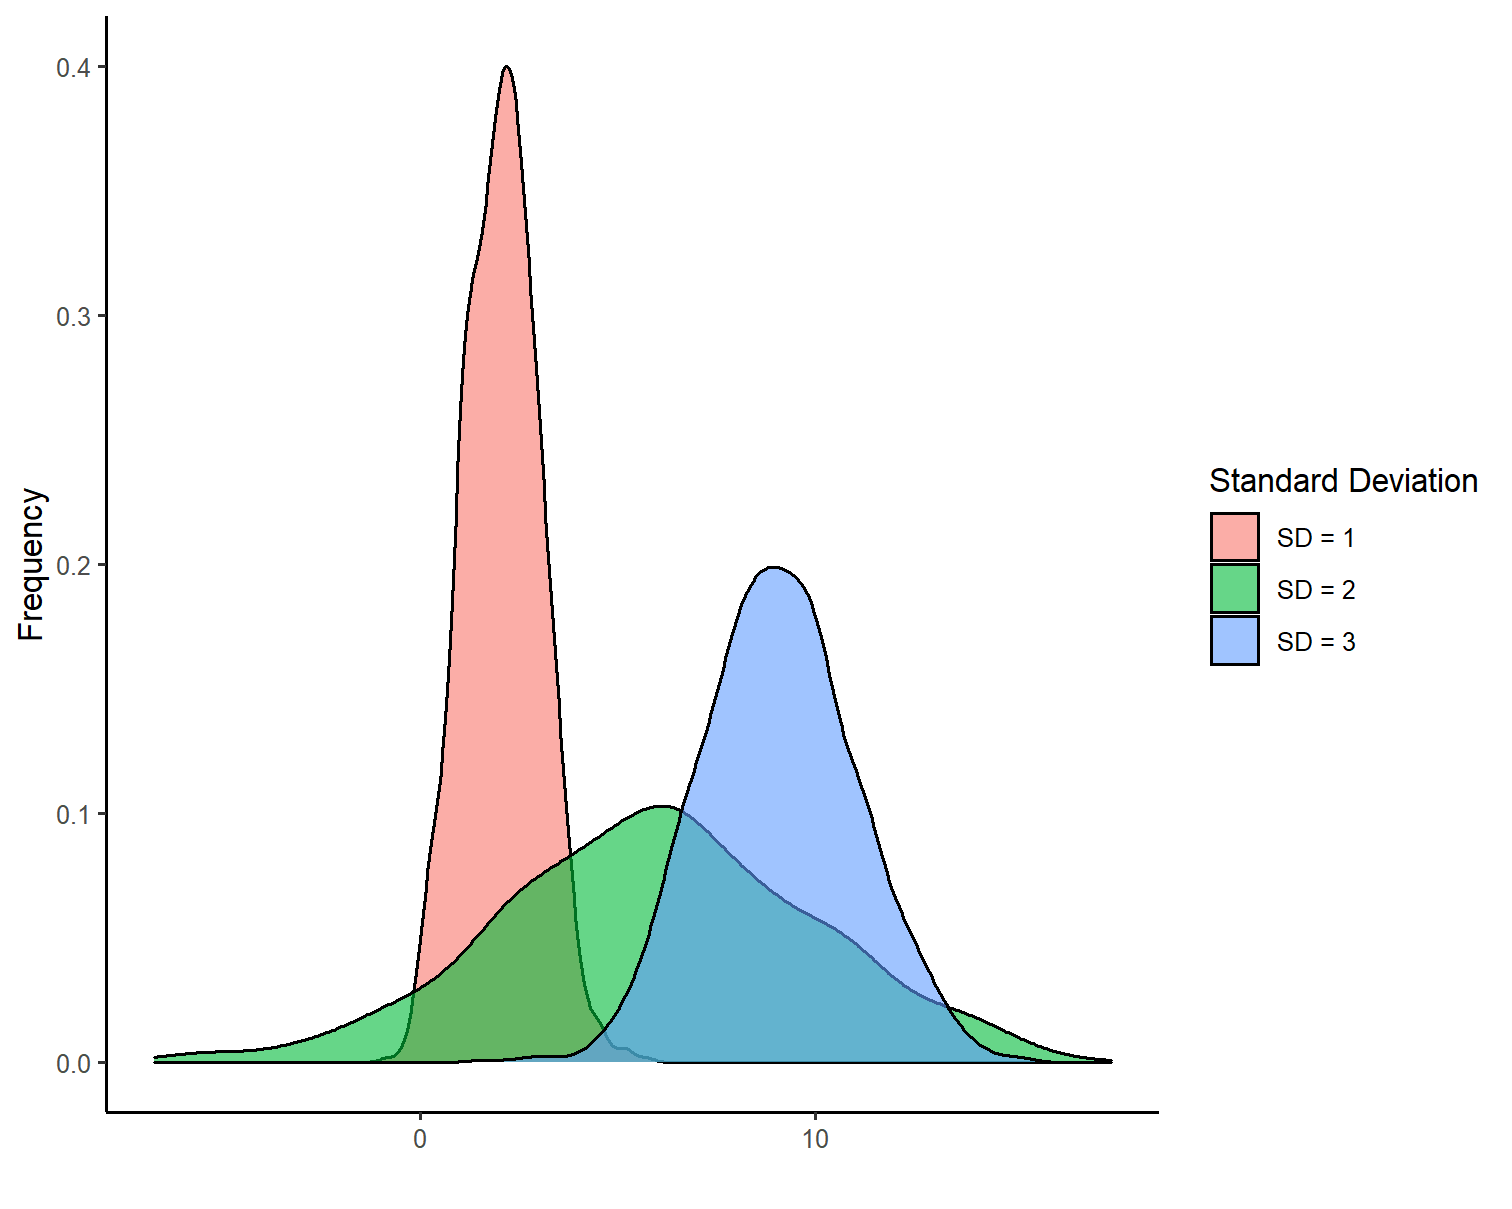 0.4
0.3
0.2
0.1
0.0
Frequency
0
10
Standard Deviation
SD = 1
SD = 2
SD = 3